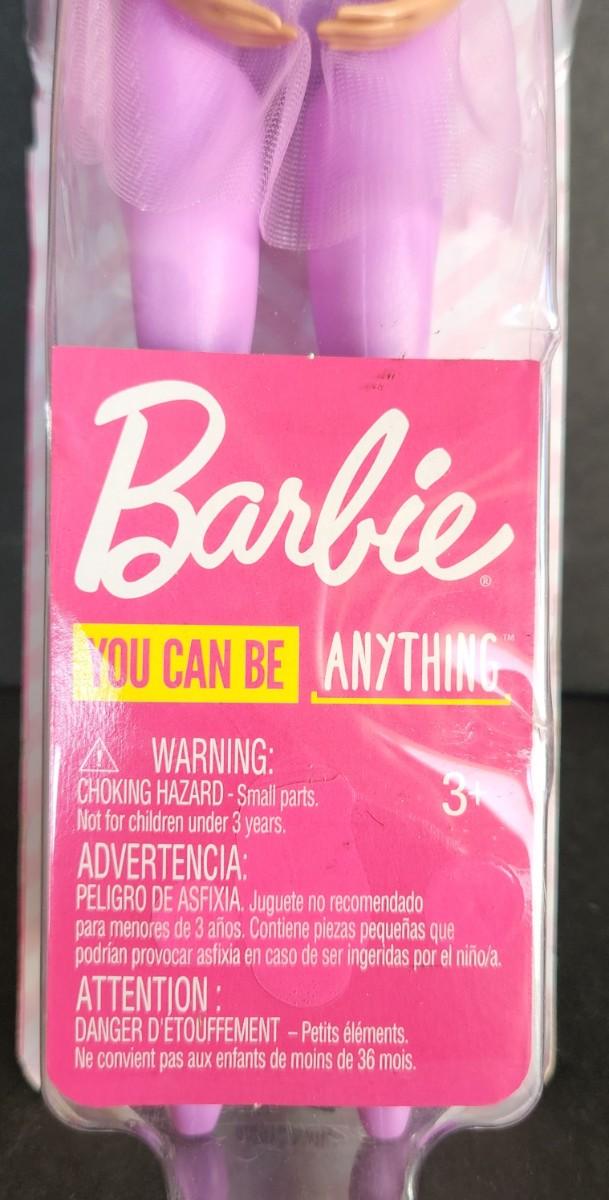 Barbie®
YOU CAN BE ANYTHING™
WARNING:
CHOKING HAZARD - Small parts.
Not for children under 3 years.
3+
ADVERTENCIA:
PELIGRO DE ASFIXIA. Juguete no recomendado
para menores de 3 años. Contiene piezas pequeñas que
podrían provocar asfixia en caso de ser ingeridas por el niño/a.
ATTENTION :
DANGER D'ÉTOUFFEMENT – Petits éléments.
Ne convient pas aux enfants de moins de 36 mois.